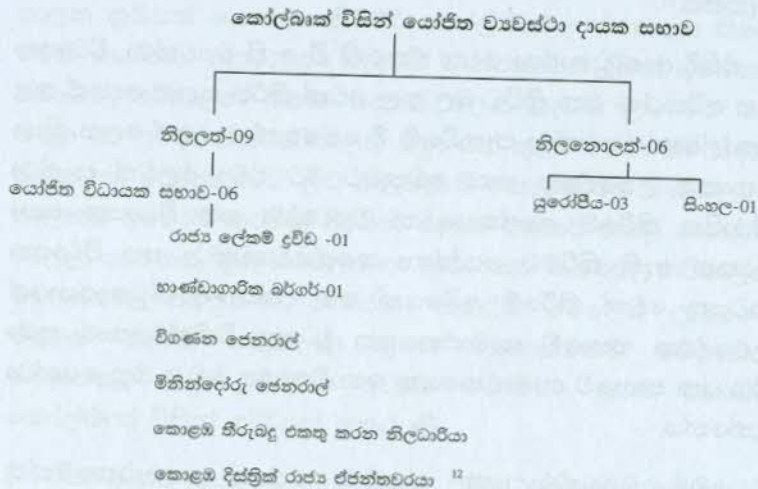 කෝල්බෲක් විසින් යෝජිත ව්‍යවස්ථා දායක සභාව
නිලලත්-09
නිලනොලත්-06
යෝජිත විධායක සභාව-06
යුරෝපීය-03
සිංහල-01
රාජ්‍ය ලේකම් ද්‍රවිඩ -01
භාණ්ඩාගාරික බර්ගර්-01
විගණන ජෙනරාල්
මිනින්දෝරු ජෙනරාල්
කොළඹ තීරුබදු එකතු කරන නිලධාරියා
කොළඹ දිස්ත්‍රික් රාජ්‍ය ඒජන්තවරයා 12